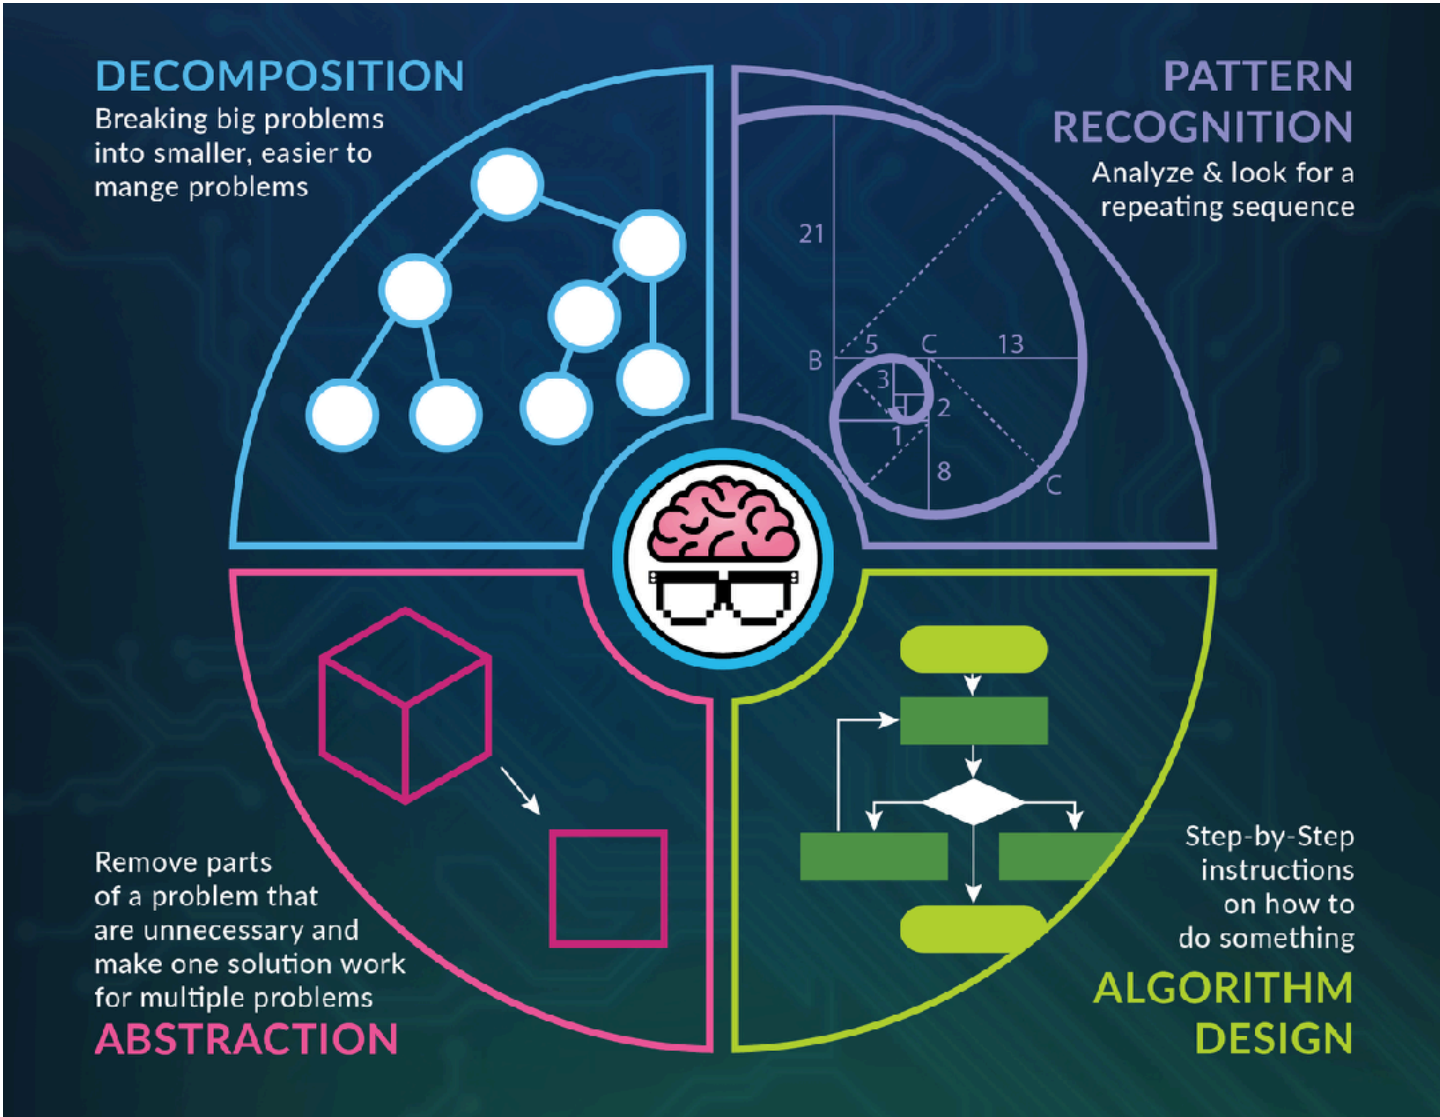 DECOMPOSITION
Breaking big problems
into smaller, easier to
mange problems
PATTERN
RECOGNITION
Analyze & look for a
repeating sequence
21
B
5
C
13
3
2
1
8
C
Remove parts
of a problem that
are unnecessary and
make one solution work
for multiple problems
ABSTRACTION
Step-by-Step
instructions
on how to
do something
ALGORITHM
DESIGN